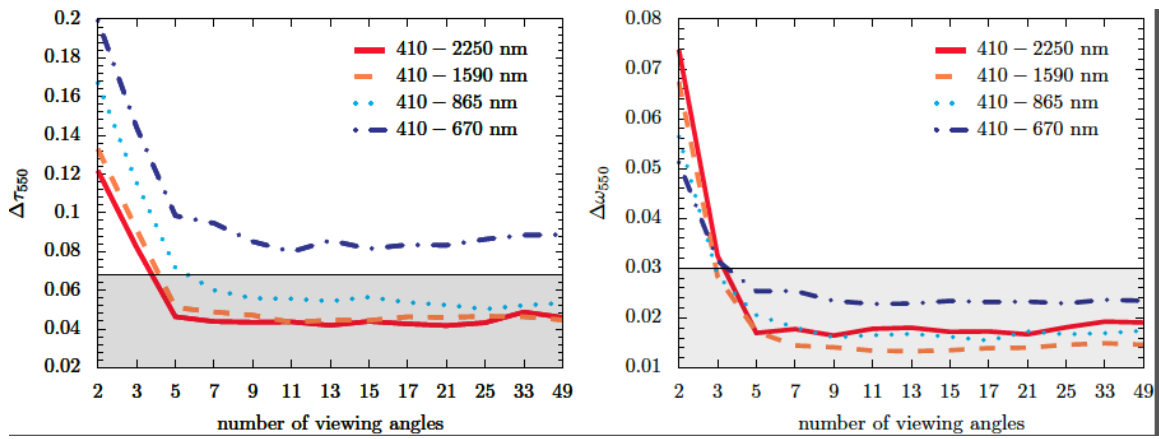 0.2
0.18
0.16
0.14
0.12
0.1
0.08
0.06
0.04
0.02
Δτ550
410 – 2250 nm
410 – 1590 nm
410 – 865 nm
410 – 670 nm
2 3 5 7 9 11 13 15 17 21 25 33 49
number of viewing angles
0.08
0.07
0.06
0.05
0.04
0.03
0.02
0.01
Δω550
410 – 2250 nm
410 – 1590 nm
410 – 865 nm
410 – 670 nm
2 3 5 7 9 11 13 15 17 21 25 33 49
number of viewing angles